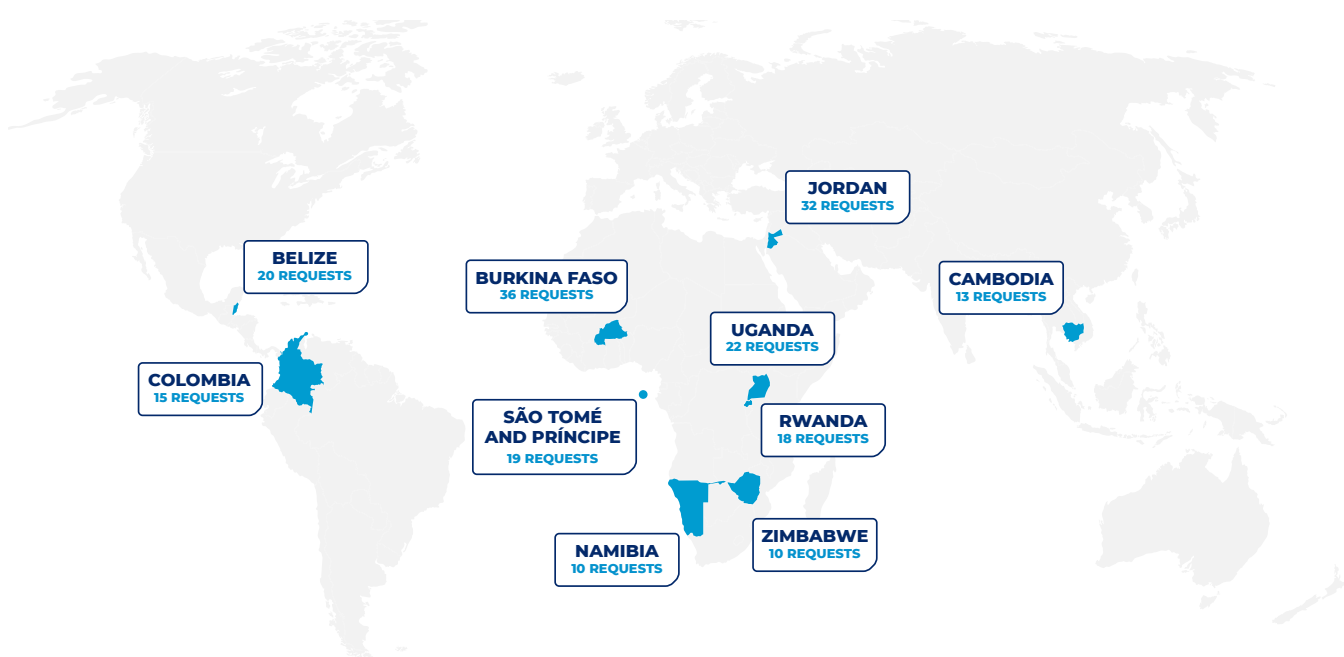 JORDAN
32 REQUESTS
BELIZE
20 REQUESTS
BURKINA FASO
36 REQUESTS
CAMBODIA
13 REQUESTS
UGANDA
22 REQUESTS
COLOMBIA
15 REQUESTS
SÃO TOMÉ
AND PRÍNCIPE
19 REQUESTS
RWANDA
18 REQUESTS
ZIMBABWE
10 REQUESTS
NAMIBIA
10 REQUESTS